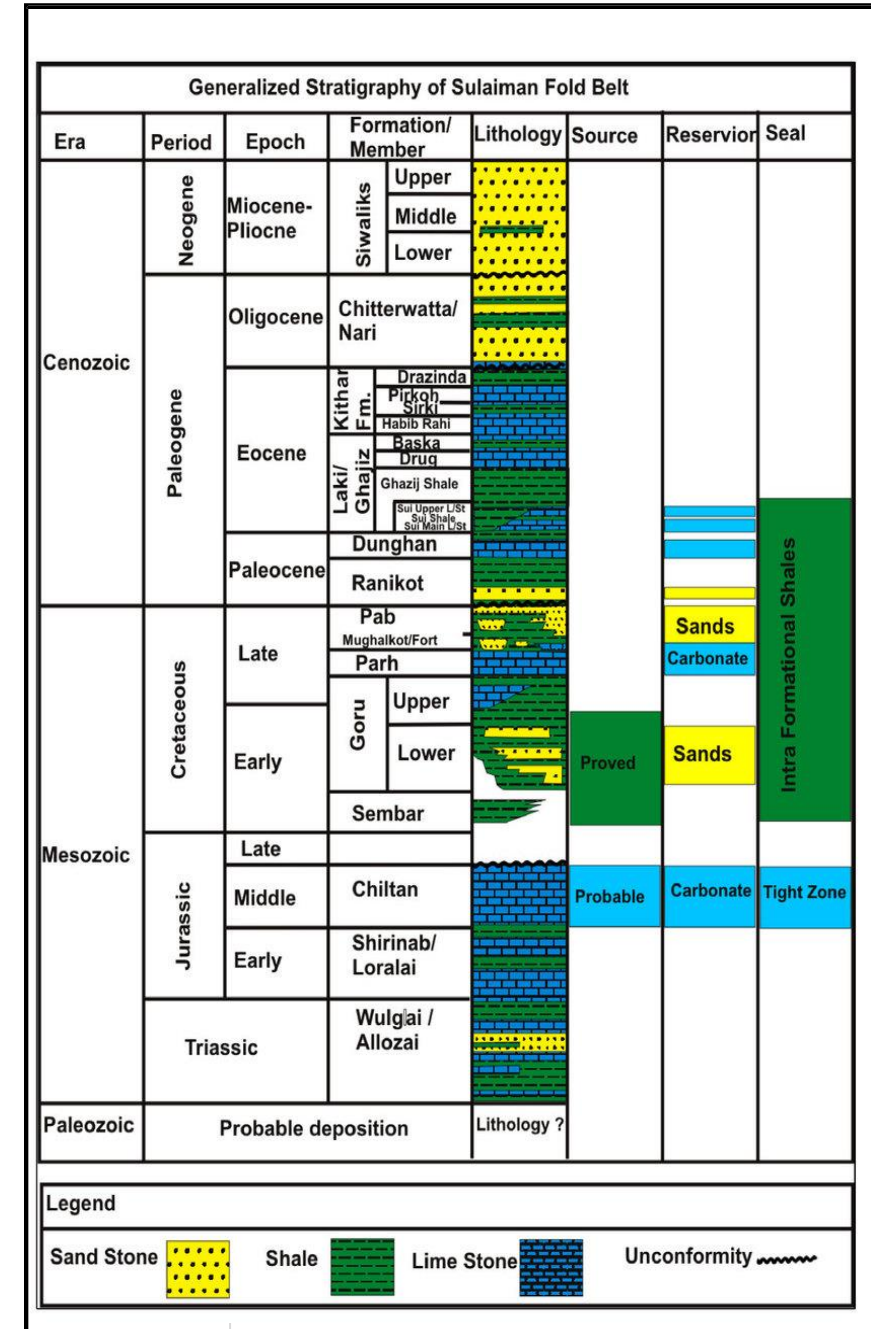 Generalized Stratigraphy of Sulaiman Fold Belt
Era
Period
Epoch
Formation/
Member
Lithology
Source
Reservior
Seal
Cenozoic
Neogene
Miocene-
Pliocne
Siwaliks
Upper
Middle
Lower
Paleogene
Oligocene
Chitterwatta/
Nari
Eocene
Kithar
Fm.
Drazinda
Pirkoh
Sirki
Habib Rahi
Laki/
Ghajiz
Baska
Drug
Ghazij Shale
Sui Upper L/St
Sui Shale
Sui Main L/St
Paleocene
Dunghan
Ranikot
Mesozoic
Cretaceous
Late
Pab
Mughalkot/Fort
Parh
Early
Goru
Upper
Lower
Sembar
Jurassic
Late
Middle
Chiltan
Early
Shirinab/
Loralai
Triassic
Wulgai /
Allozai
Paleozoic
Probable deposition
Lithology ?
Proved
Probable
Sands
Carbonate
Sands
Carbonate
Intra Formational Shales
Tight Zone
Legend
Sand Stone
Shale
Lime Stone
Unconformity